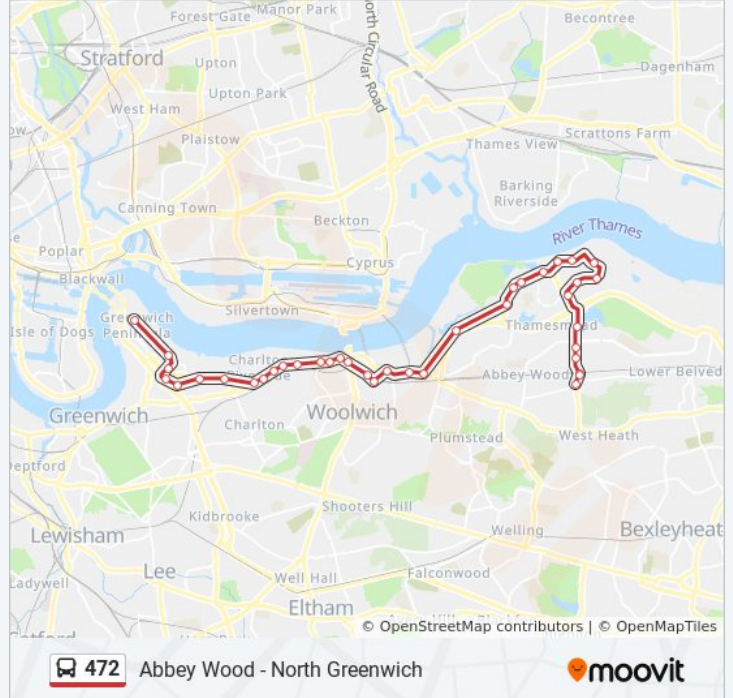 Forest Gate
Manor Park
Becontree
Stratford
Upton
North Circular Road
Dagenham
Upton Park
West Ham
Plaistow
Scrattons Farm
Thames View
Barking
Riverside
Canning Town
Beckton
River Thames
Poplar
Cyprus
Blackwall
Silvertown
Greenwich
Peninsula
Isle of Dogs
Thamesmead
Charlton
Riverside
Abbey-Wood
Lower Belved
Greenwich
Woolwich
Charlton
Plumstead
West Heath
Deptford
Shooters Hill
Kidbrooke
Welling
Bexleyheat
Lewisham
Lee
Well Hall
Falconwood
Ladywell
Eltham
© OpenStreetMap contributors | © OpenMapTiles
472 Abbey Wood - North Greenwich
moovit